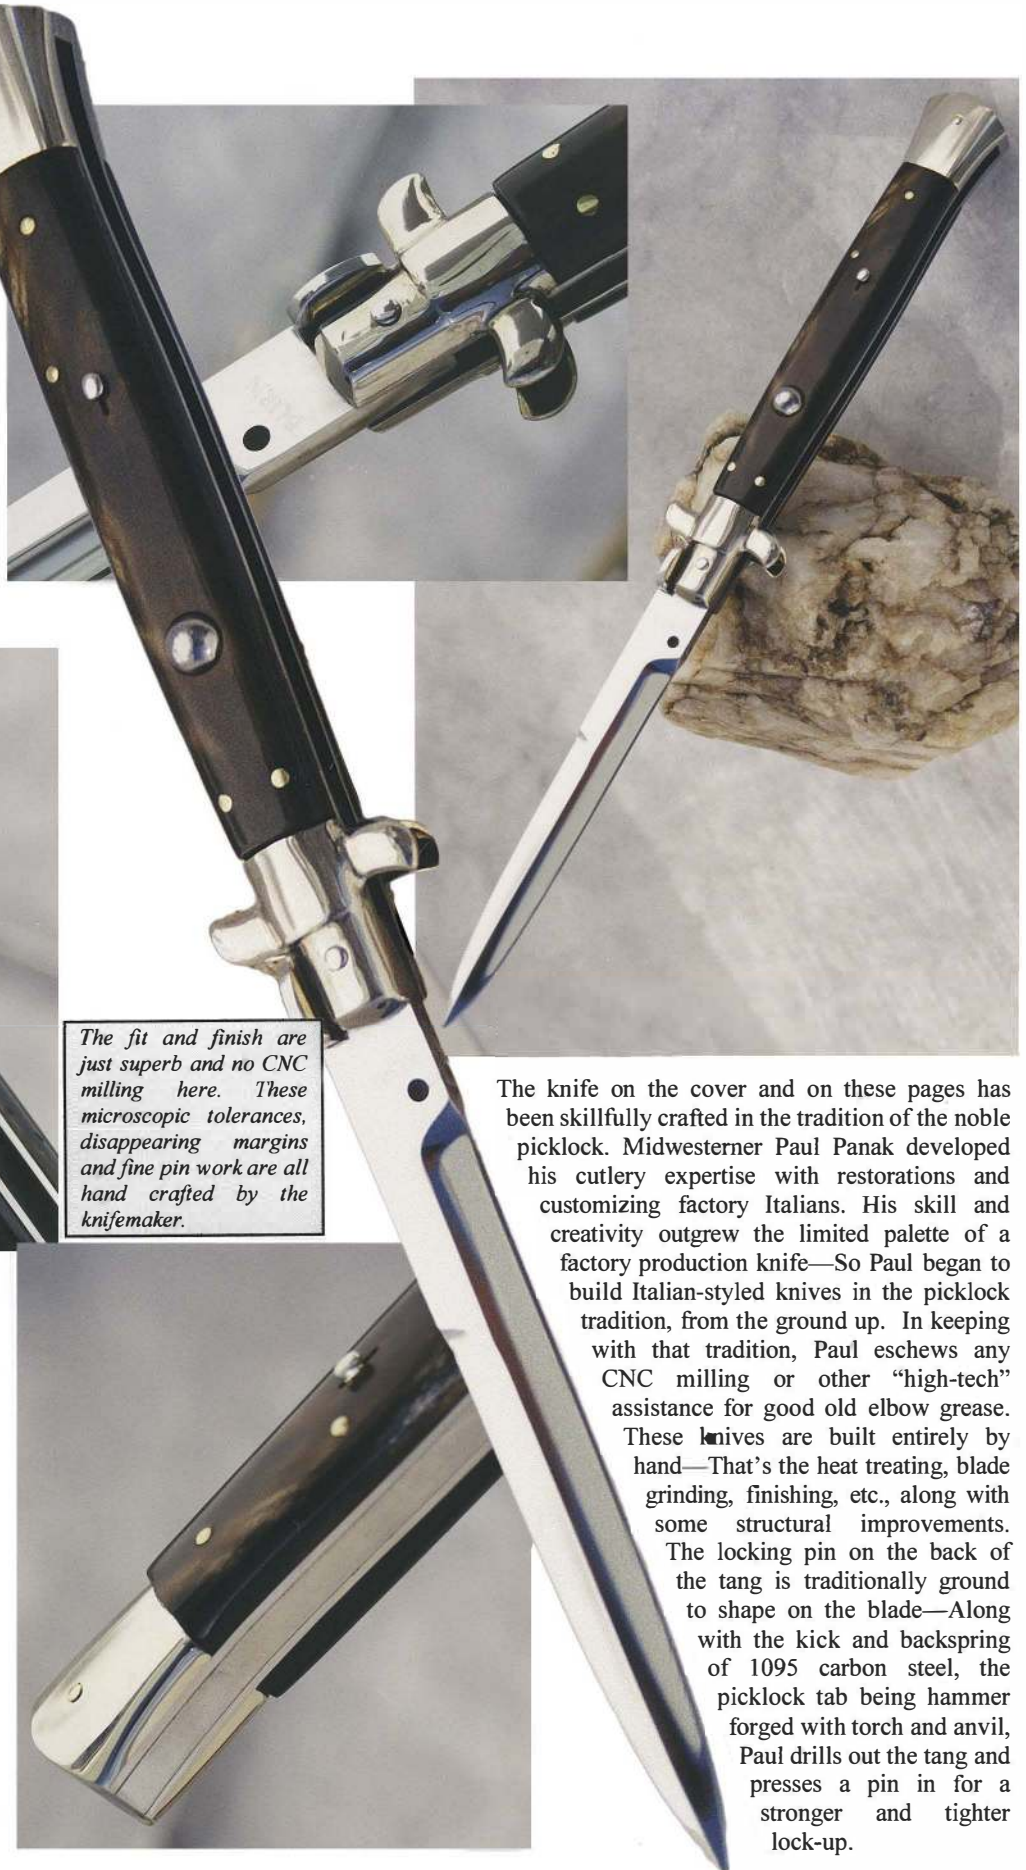 The fit and finish are
just superb and no CNC
milling here. These
microscopic tolerances,
disappearing margins
and fine pin work are all
hand crafted by the
knifemaker.
The knife on the cover and on these pages has
been skillfully crafted in the tradition of the noble
picklock. Midwesterner Paul Panak developed
his cutlery expertise with restorations and
customizing factory Italians. His skill and
creativity outgrew the limited palette of a
factory production knife—So Paul began to
build Italian-styled knives in the picklock
tradition, from the ground up. In keeping
with that tradition, Paul eschews any
CNC milling or other “high-tech”
assistance for good old elbow grease.
These knives are built entirely by
hand—That’s the heat treating, blade
grinding, finishing, etc., along with
some structural improvements.
The locking pin on the back of
the tang is traditionally ground
to shape on the blade—Along
with the kick and backspring
of 1095 carbon steel, the
picklock tab being hammer
forged with torch and anvil,
Paul drills out the tang and
presses a pin in for a
stronger and tighter
lock-up.